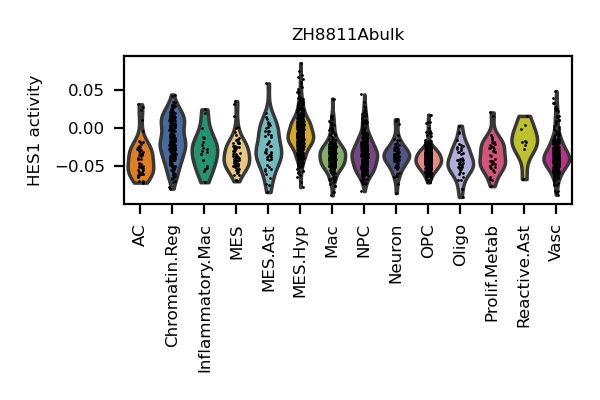 ZH8811Abulk
HES1 activity
0.05
0.00
−0.05
AC
Chromatin.Reg
Inflammatory.Mac
MES
MES.Ast
MES.Hyp
Mac
NPC
Neuron
OPC
Oligo
Prolif.Metab
Reactive.Ast
Vasc